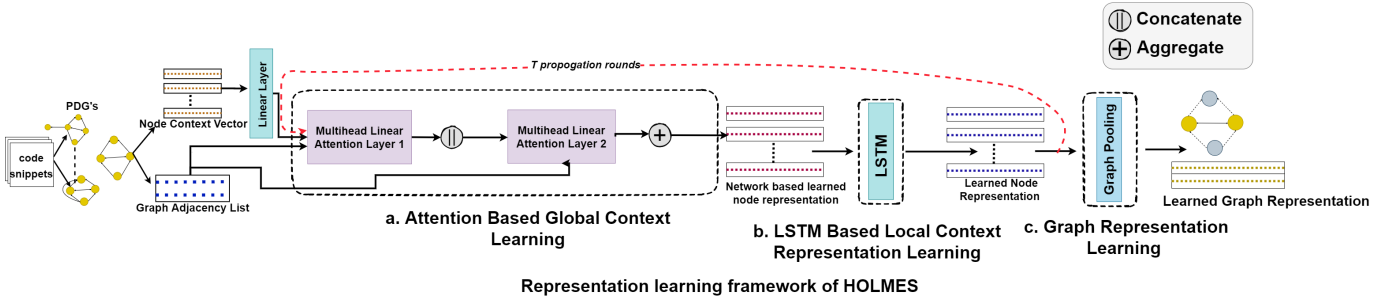 Concatenate
Aggregate
T propogation rounds
Linear Layer
PDG's
Node Context Vector
code
snippets
Graph Adjacency List
Multihead Linear
Attention Layer 1
Multihead Linear
Attention Layer 2
Network based learned
node representation
LSTM
Learned Node
Representation
Graph Pooling
Learned Graph Representation
a. Attention Based Global Context
Learning
b. LSTM Based Local Context
Representation Learning
c. Graph Representation
Learning
Representation learning framework of HOLMES